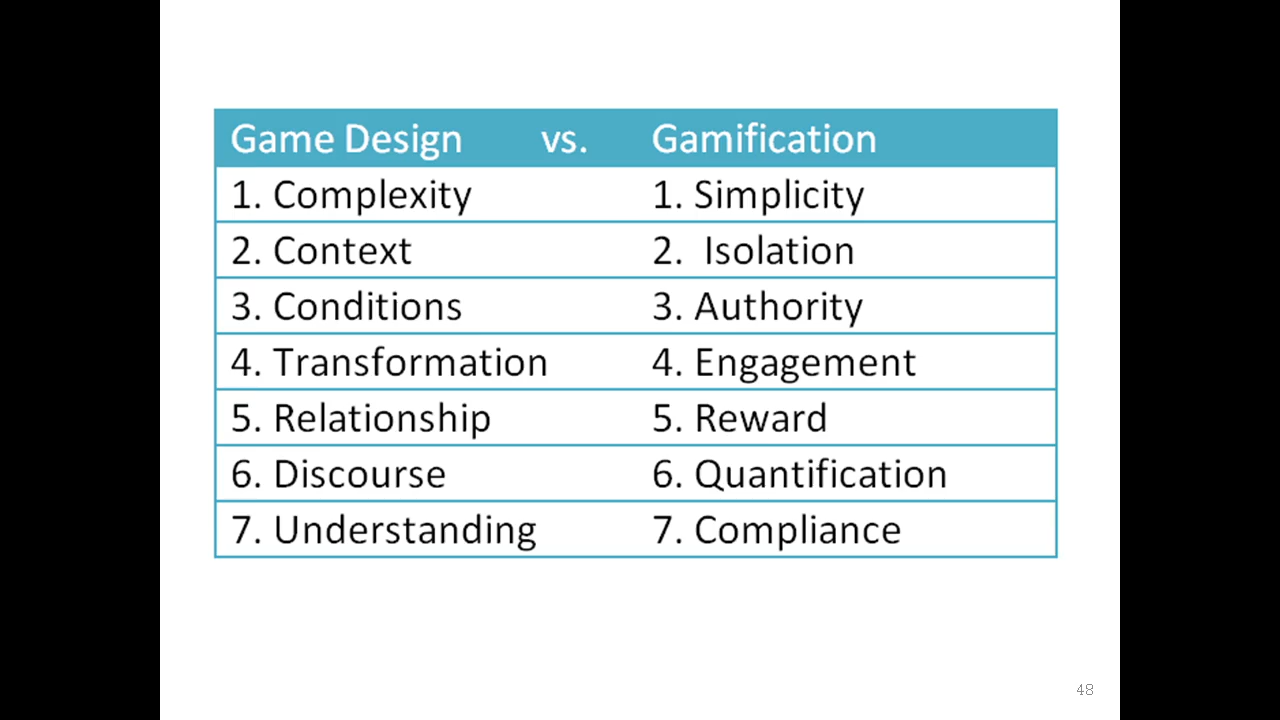 Game Design vs. Gamification
1. Complexity 1. Simplicity
2. Context 2. Isolation
3. Conditions 3. Authority
4. Transformation 4. Engagement
5. Relationship 5. Reward
6. Discourse 6. Quantification
7. Understanding 7. Compliance
48